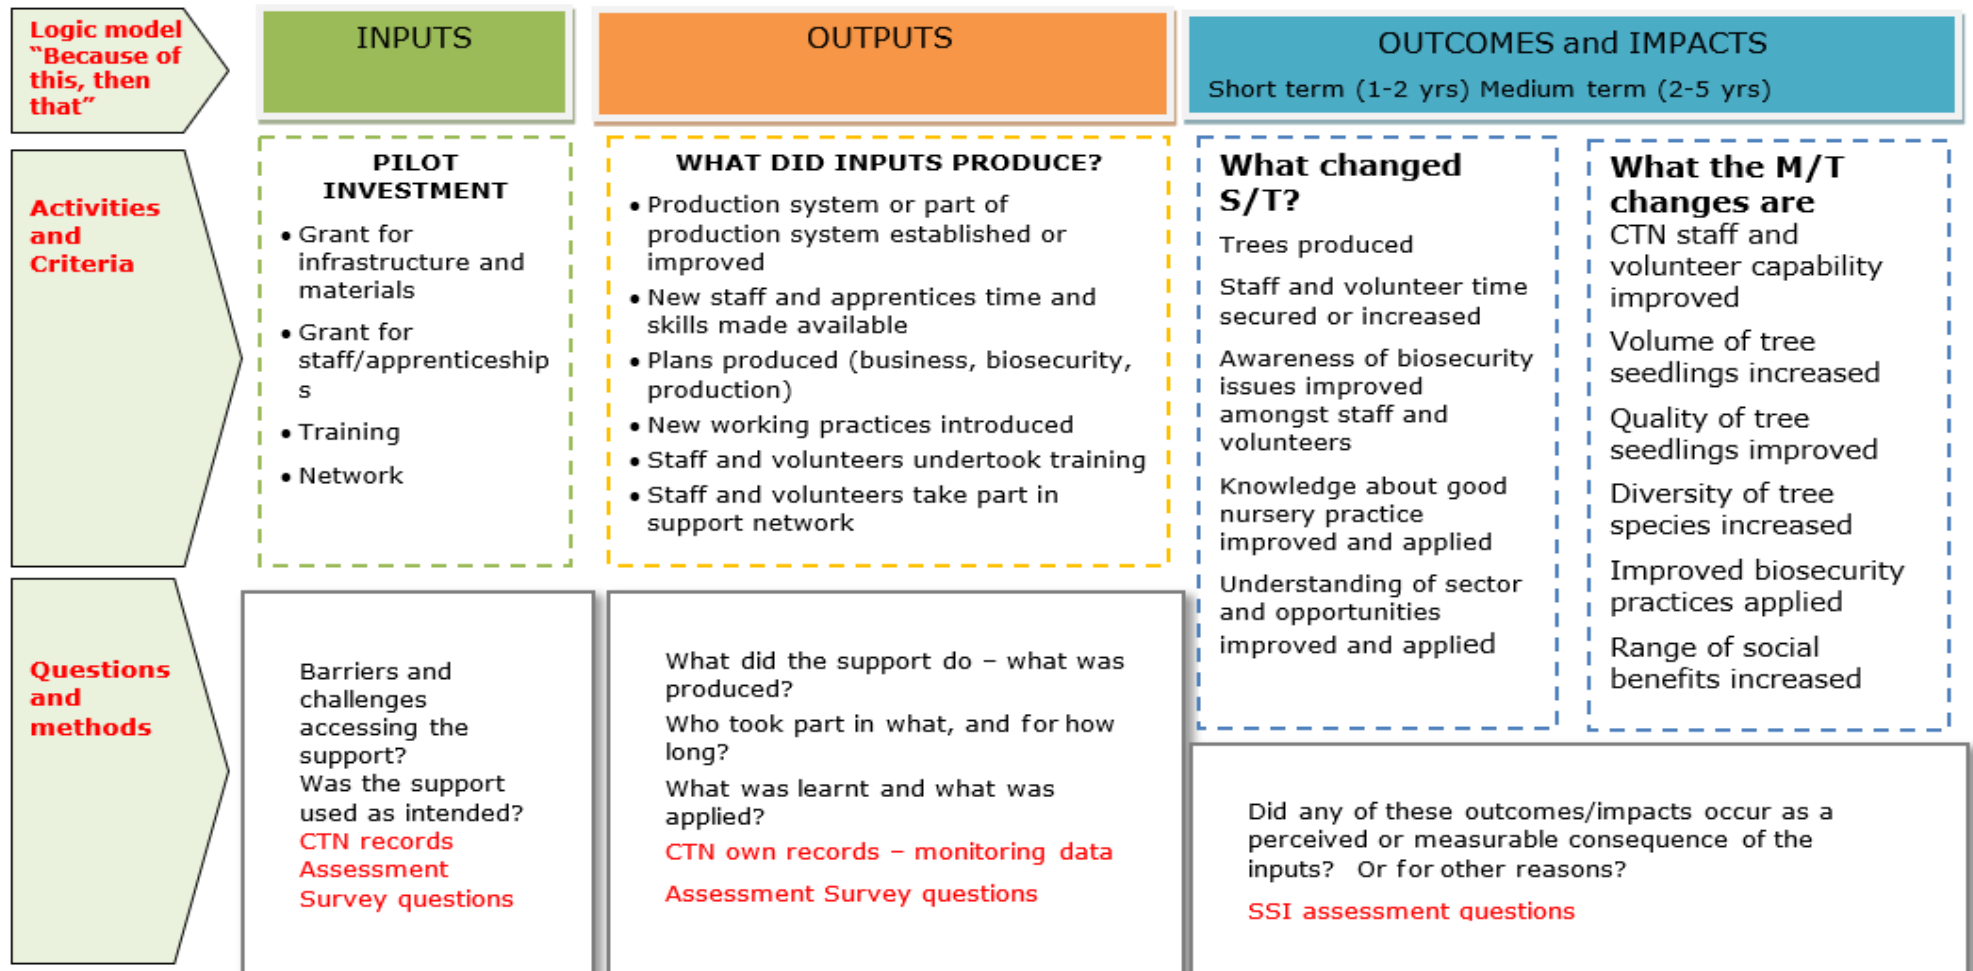 Logic model
“Because of
this, then
that”
INPUTS
OUTPUTS
OUTCOMES and IMPACTS
Short term (1-2 yrs) Medium term (2-5 yrs)
Activities
and
Criteria
PILOT
INVESTMENT
• Grant for
infrastructure and
materials
• Grant for
staff/apprenticeship
s
• Training
• Network
WHAT DID INPUTS PRODUCE?
• Production system or part of
production system established or
improved
• New staff and apprentices time and
skills made available
• Plans produced (business, biosecurity,
production)
• New working practices introduced
• Staff and volunteers undertook training
• Staff and volunteers take part in
support network
What changed
S/T?
Trees produced
Staff and volunteer time
secured or increased
Awareness of biosecurity
issues improved
amongst staff and
volunteers
Knowledge about good
nursery practice
improved and applied
Understanding of sector
and opportunities
improved and applied
What the M/T
changes are
CTN staff and
volunteer capability
improved
Volume of tree
seedlings increased
Quality of tree
seedlings improved
Diversity of tree
species increased
Improved biosecurity
practices applied
Range of social
benefits increased
Questions
and
methods
Barriers and
challenges
accessing the
support?
Was the support
used as intended?
CTN records
Assessment
Survey questions
What did the support do – what was
produced?
Who took part in what, and for how
long?
What was learnt and what was
applied?
CTN own records – monitoring data
Assessment Survey questions
Did any of these outcomes/impacts occur as a
perceived or measurable consequence of the
inputs? Or for other reasons?
SSI assessment questions